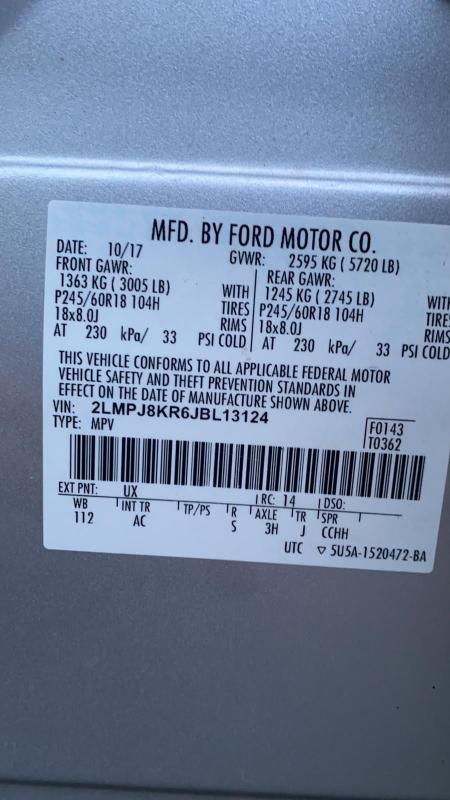 MFD. BY FORD MOTOR CO.
DATE: 10/17 GVWR: 2595 KG ( 5720 LB)
FRONT GAWR: REAR GAWR:
1363 KG ( 3005 LB) WITH 1245 KG ( 2745 LB) WITH
P245/60R18 104H TIRES P245/60R18 104H TIRES
18x8.0J RIMS 18x8.0J RIMS
AT 230 kPa/ 33 PSI COLD AT 230 kPa/ 33 PSI COLD
THIS VEHICLE CONFORMS TO ALL APPLICABLE FEDERAL MOTOR
VEHICLE SAFETY AND THEFT PREVENTION STANDARDS IN
EFFECT ON THE DATE OF MANUFACTURE SHOWN ABOVE.
VIN: 2LMPJ8KR6JBL13124 F0143
TYPE: MPV T0362
EXT PNT: UX RC: 14 DSO:
WB INT TR TP/PS R AXLE TR SPR
112 AC S 3H J CCHH
UTC ▽ 5U5A-1520472-BA